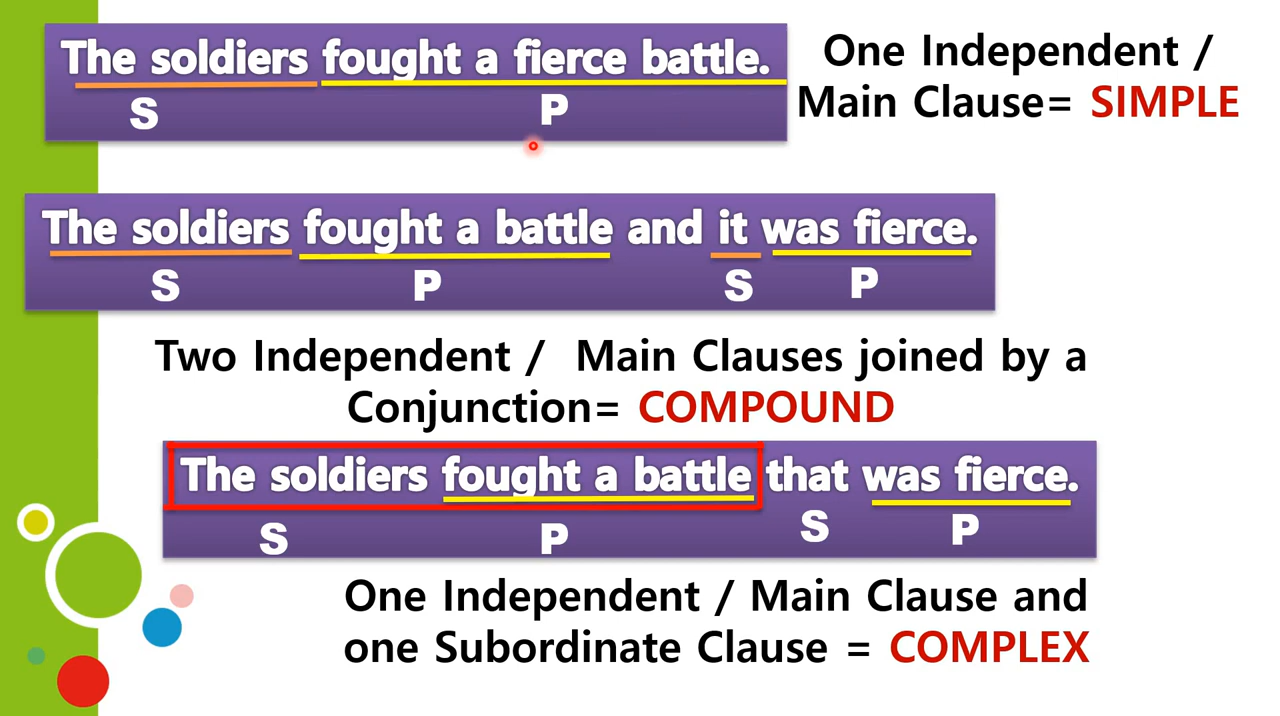 The soldiers fought a fierce battle.
S P
One Independent /
Main Clause= SIMPLE
The soldiers fought a battle and it was fierce.
S P S P
Two Independent / Main Clauses joined by a
Conjunction= COMPOUND
The soldiers fought a battle that was fierce.
S P S P
One Independent / Main Clause and
one Subordinate Clause = COMPLEX